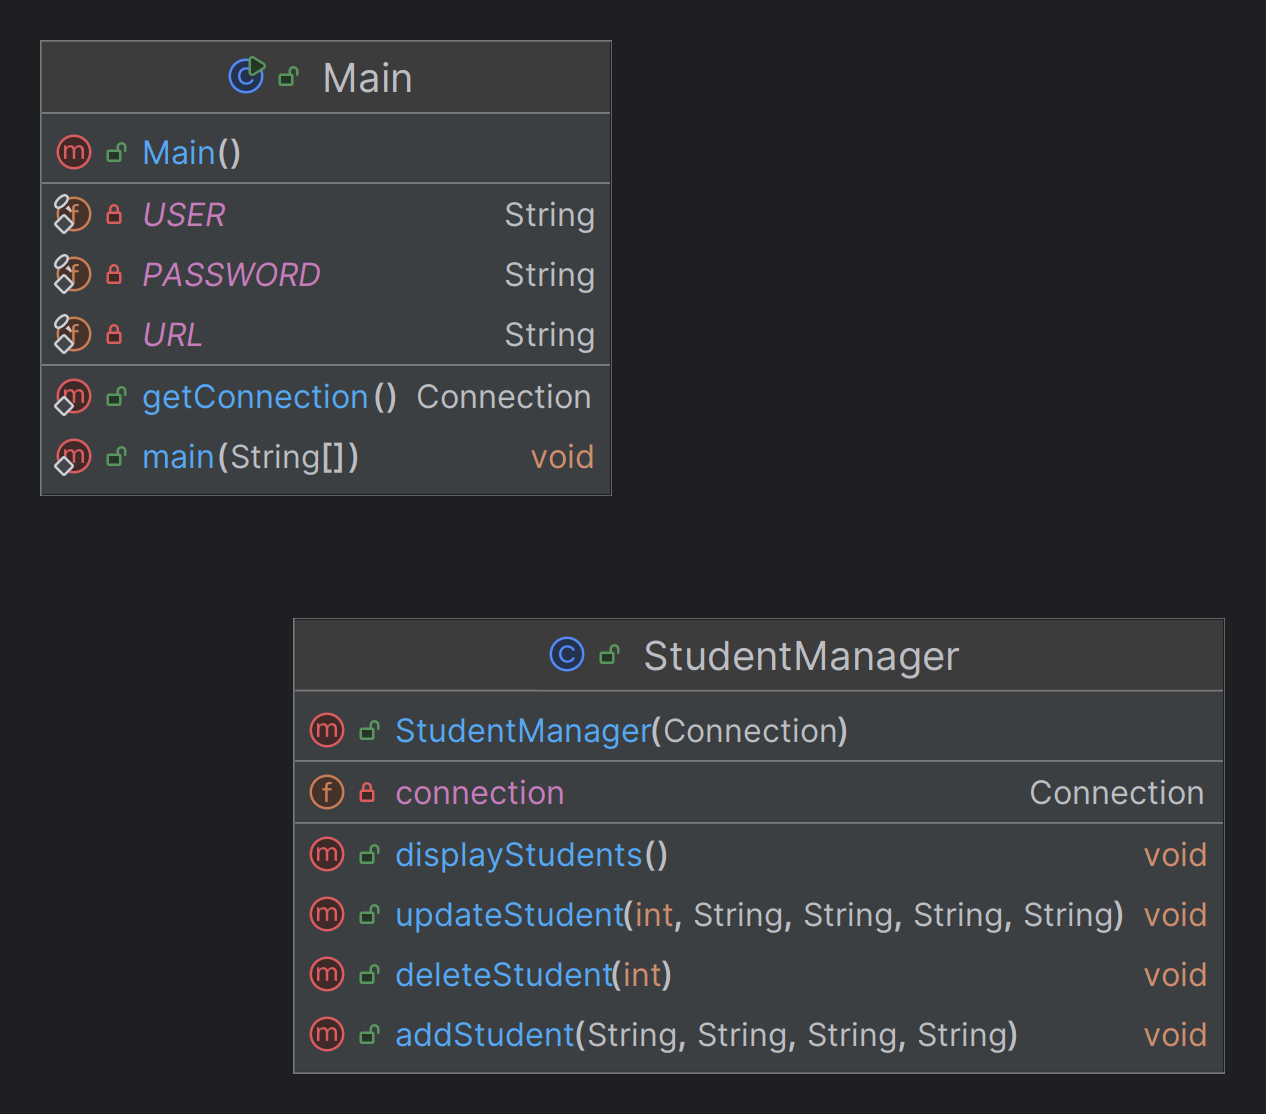 Main
Main()
USER String
PASSWORD String
URL String
getConnection() Connection
main(String[]) void
StudentManager
StudentManager(Connection)
connection Connection
displayStudents() void
updateStudent(int, String, String, String, String) void
deleteStudent(int) void
addStudent(String, String, String, String) void